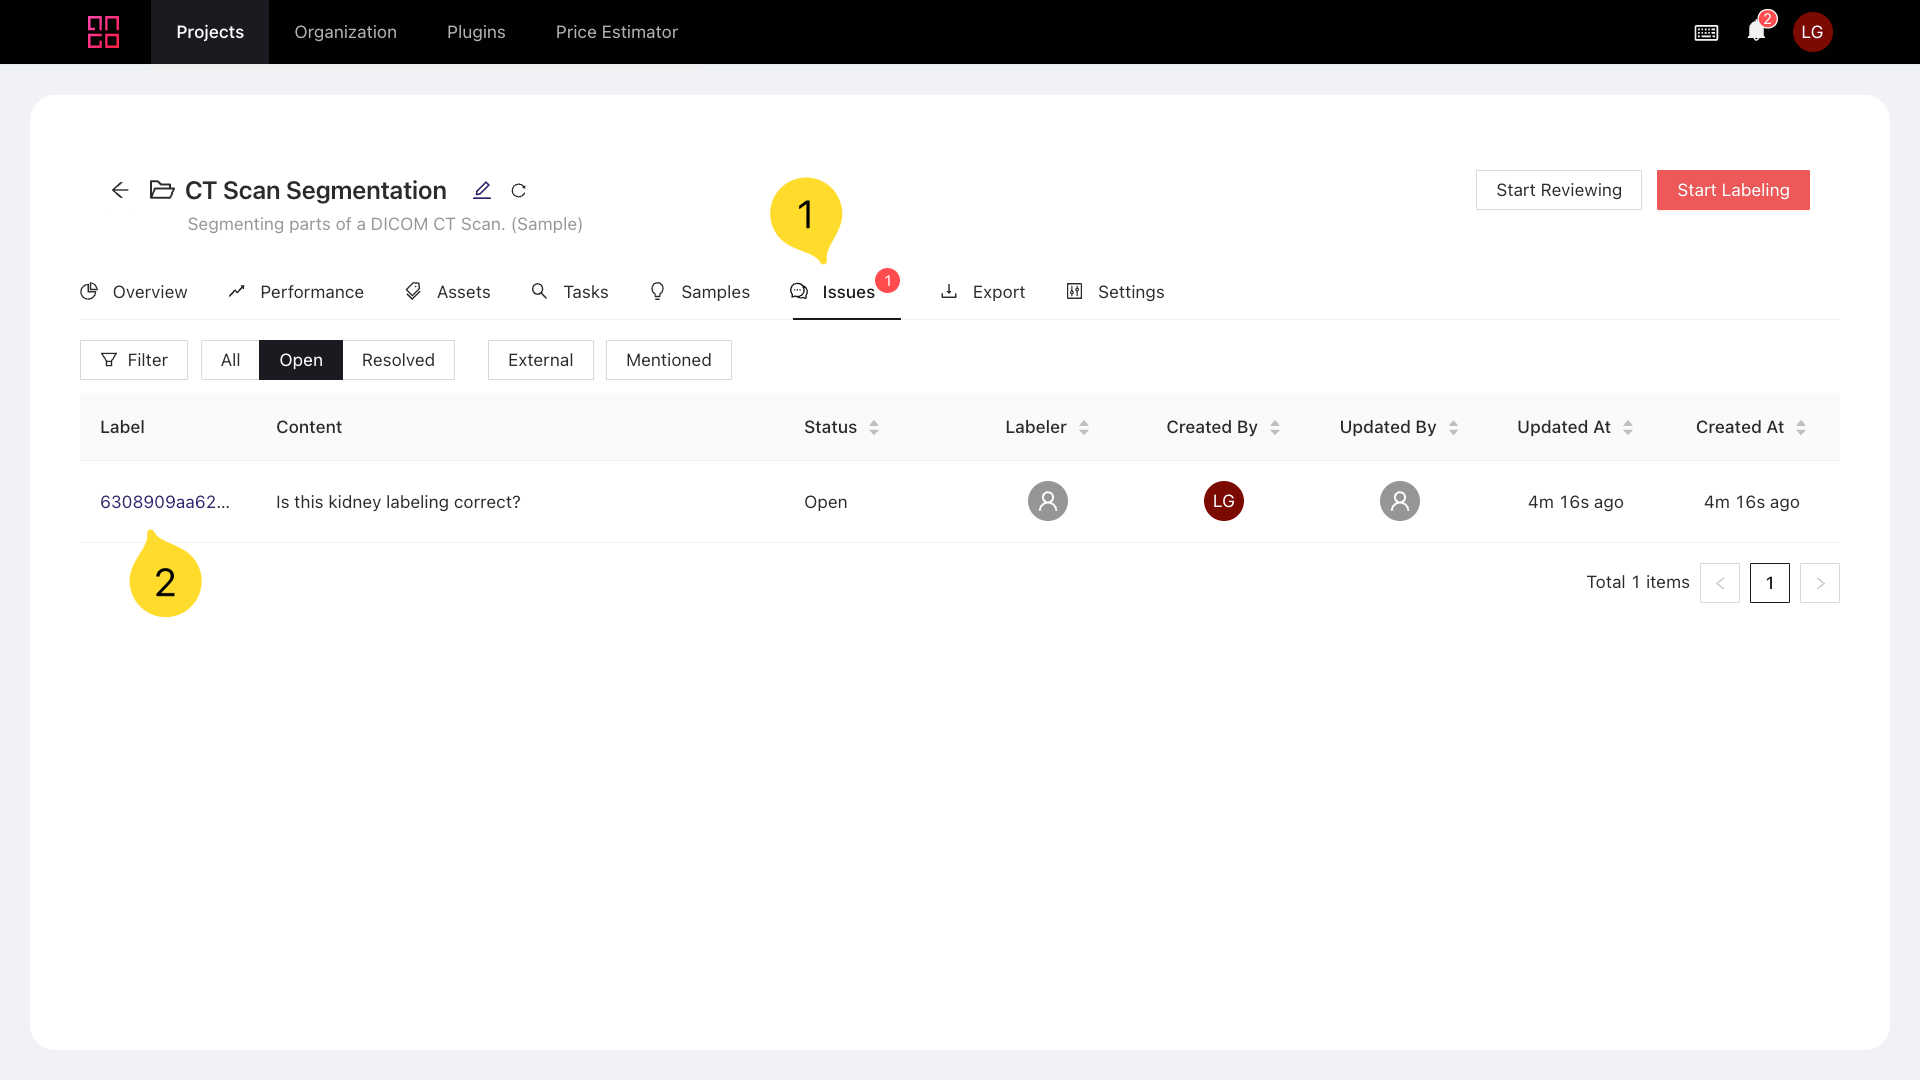 Projects Organization Plugins Price Estimator 2 LG
CT Scan Segmentation
Start Reviewing Start Labeling
Segmenting parts of a DICOM CT Scan. (Sample)
1
Overview Performance Assets Tasks Samples Issues 1 Export Settings
Filter All Open Resolved External Mentioned
Label Content Status Labeler Created By Updated By Updated At Created At
6308909aa62... Is this kidney labeling correct? Open LG 4m 16s ago 4m 16s ago
2
Total 1 items < 1 >